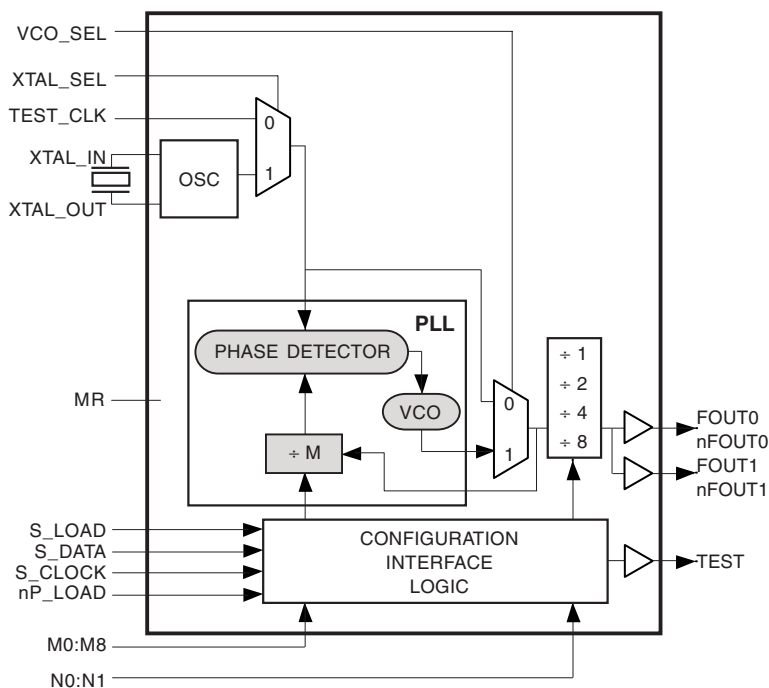 VCO_SEL
XTAL_SEL
TEST_CLK
0
XTAL_IN
OSC
1
XTAL_OUT
PLL
PHASE DETECTOR
÷ 1
÷ 2
÷ 4
÷ 8
MR
VCO
0
1
÷ M
FOUT0
nFOUT0
FOUT1
nFOUT1
S_LOAD
S_DATA
S_CLOCK
nP_LOAD
CONFIGURATION
INTERFACE
LOGIC
TEST
M0:M8
N0:N1